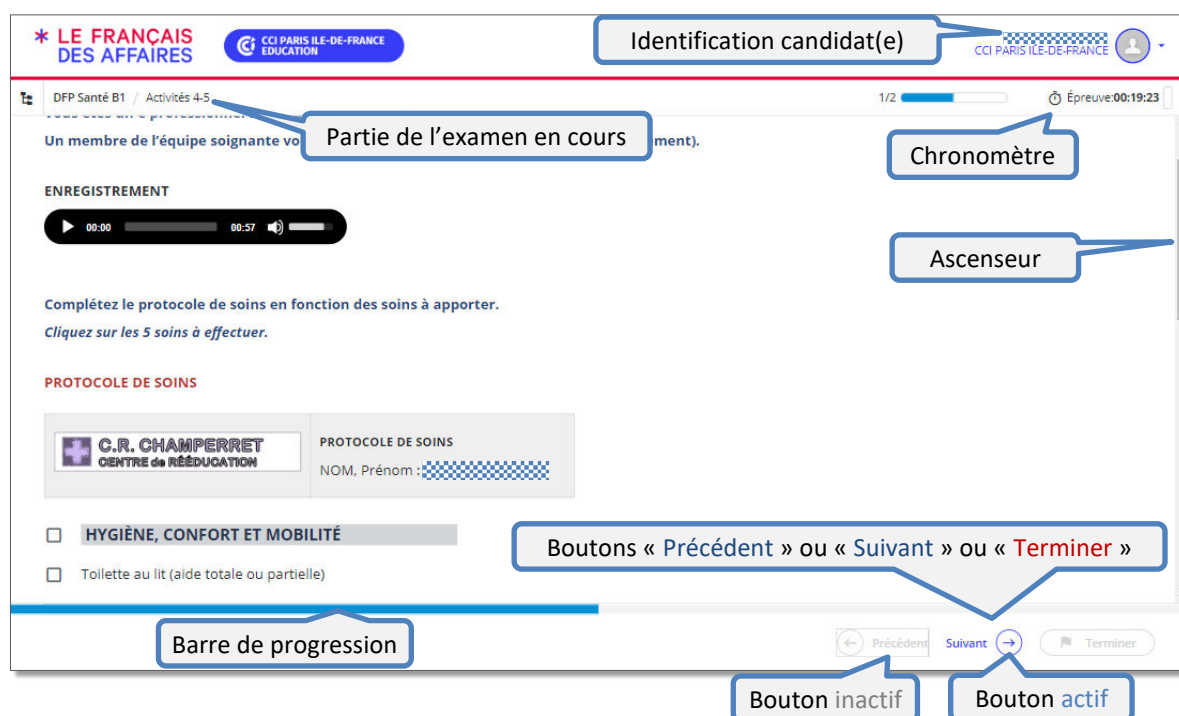 LE FRANÇAIS
DES AFFAIRES
CCI PARIS ILE-DE-FRANCE
EDUCATION
Identification candidat(e)
CCI PARIS ILE-DE-FRANCE
DFP Santé B1 / Activités 4-5
1/2
Épreuve:00:19:23
Partie de l'examen en cours
Chronomètre
Un membre de l'équipe soignante
ENREGISTREMENT
00:00 00:57
Ascenseur
Complétez le protocole de soins en fonction des soins à apporter.
Cliquez sur les 5 soins à effectuer.
PROTOCOLE DE SOINS
C.R. CHAMPERRET
CENTRE de RÉÉDUCATION
PROTOCOLE DE SOINS
NOM, Prénom :
HYGIÈNE, CONFORT ET MOBILITÉ
Toilette au lit (aide totale ou partielle)
Boutons « Précédent » ou « Suivant » ou « Terminer »
Barre de progression
Précédent Suivant Terminer
Bouton inactif
Bouton actif